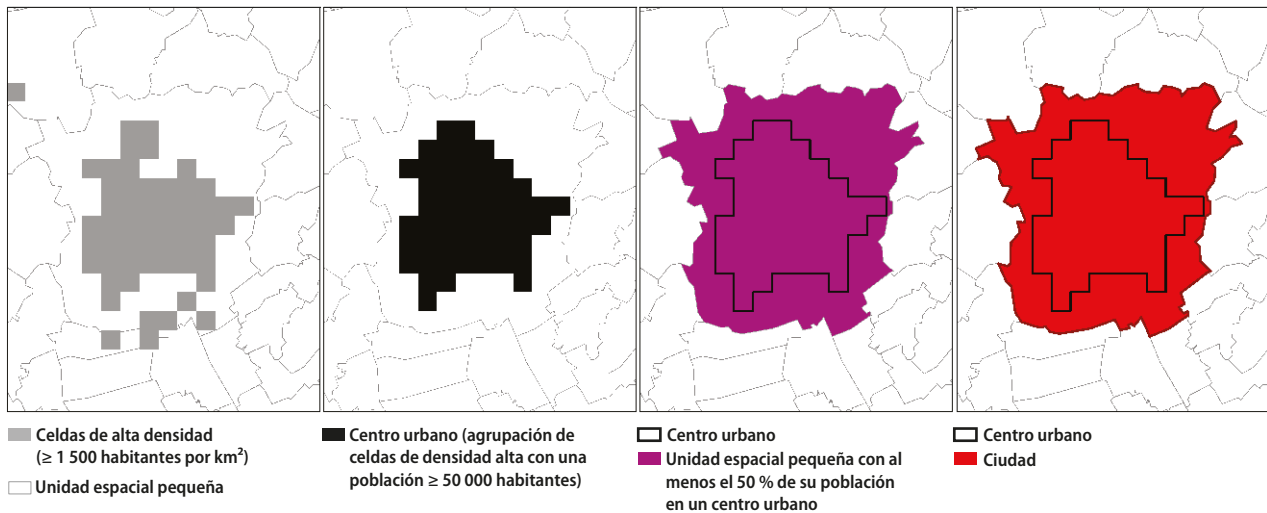 Celdas de alta densidad
(≥ 1 500 habitantes por km²)
Unidad espacial pequeña
Centro urbano (agrupación de
celdas de densidad alta con una
población ≥ 50 000 habitantes)
Centro urbano
Unidad espacial pequeña con al
menos el 50 % de su población
en un centro urbano
Centro urbano
Ciudad